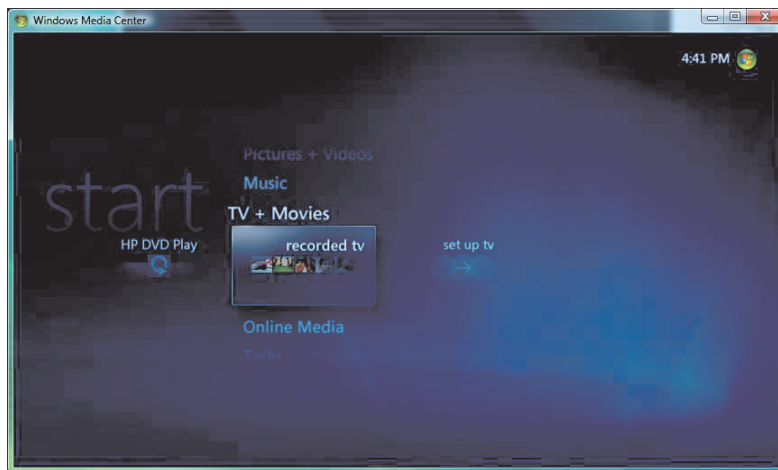 Windows Media Center
4:41 PM
Pictures + Videos
Music
start
TV + Movies
HP DVD Play
recorded tv
set up tv
Online Media
Tasks